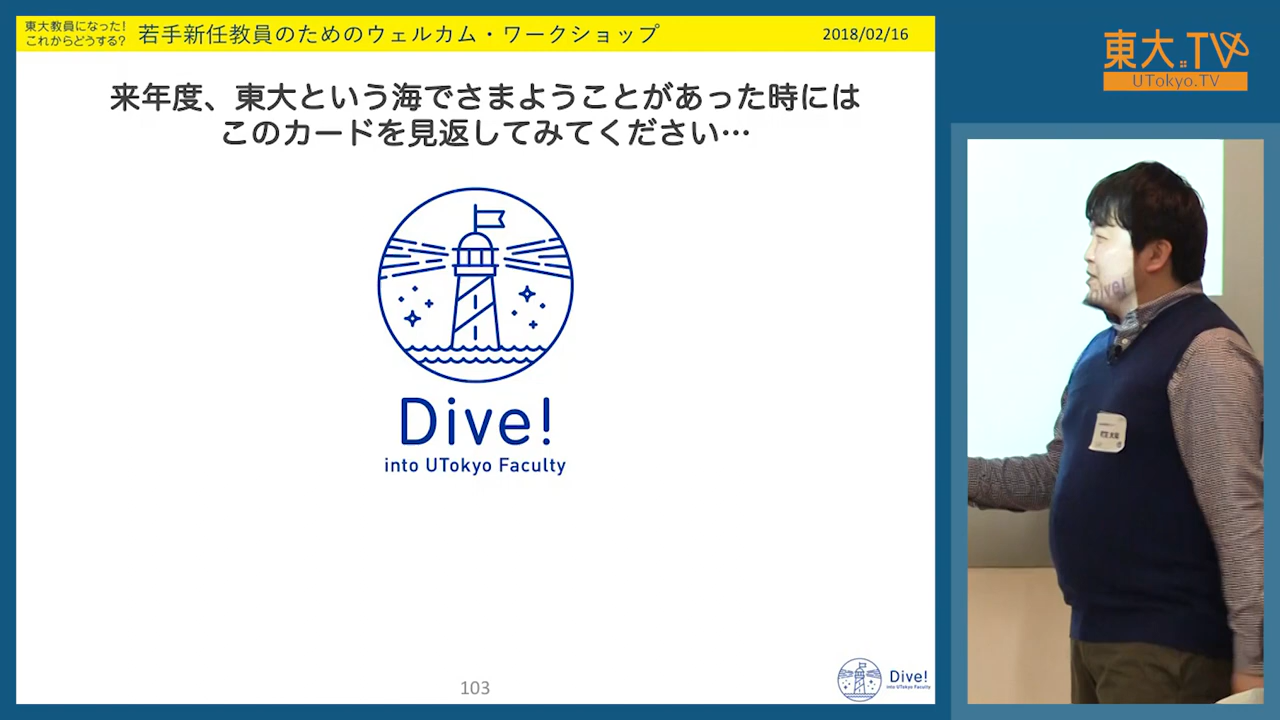 東大教員になった!
これからどうする?
若手新任教員のためのウェルカム・ワークショップ
2018/02/16
東大.TV
UTokyo.TV
来年度、東大という海でさまようことがあった時には
このカードを見返してみてください…
Dive!
into UTokyo Faculty
Dive!
103
Dive!
into UTokyo Faculty